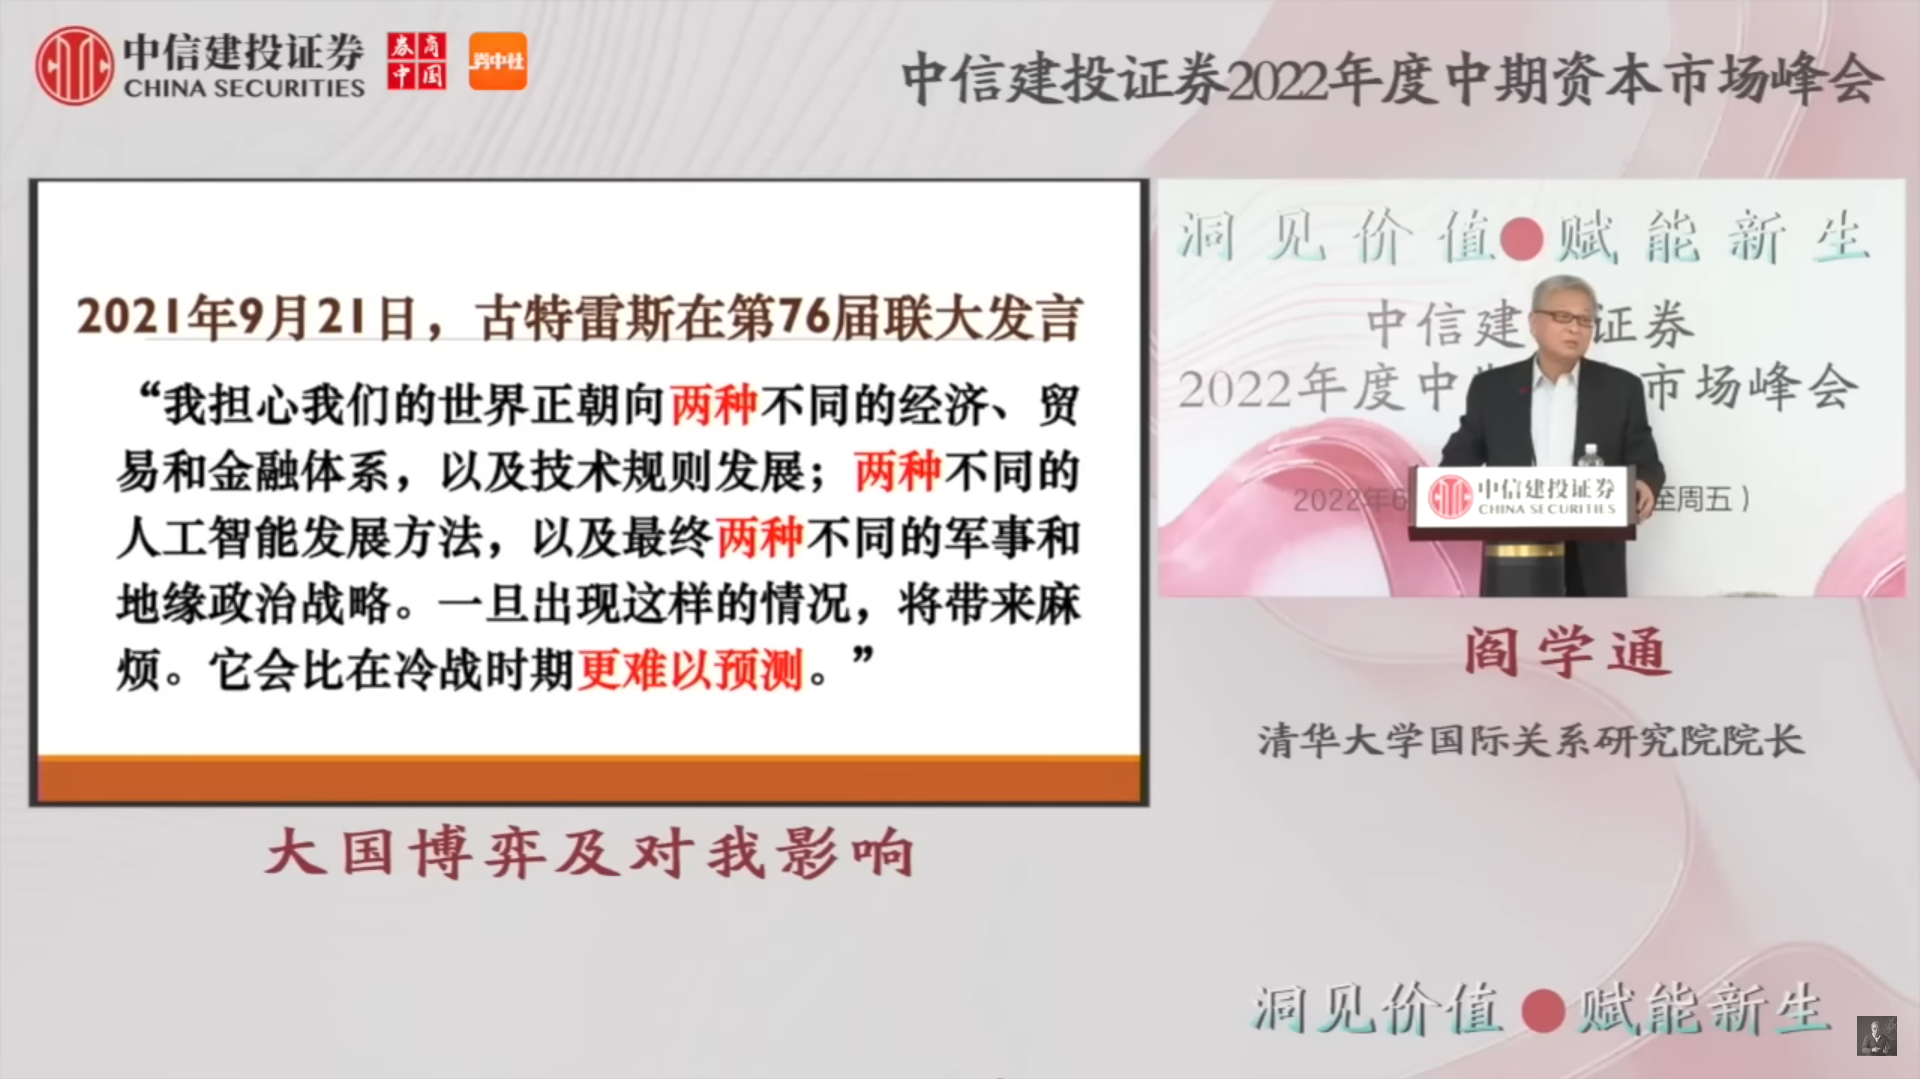 中信建投证券
CHINA SECURITIES
券商
中国
券中社
中信建投证券2022年度中期资本市场峰会
2021年9月21日，古特雷斯在第76届联大发言
“我担心我们的世界正朝向两种不同的经济、贸
易和金融体系，以及技术规则发展；两种不同的
人工智能发展方法，以及最终两种不同的军事和
地缘政治战略。一旦出现这样的情况，将带来麻
烦。它会比在冷战时期更难以预测。”
大国博弈及对我影响
洞见价值●赋能新生
中信建 证券
2022年度中期 市场峰会
2022年6 至周五）
中信建投证券
CHINA SECURITIES
阎学通
清华大学国际关系研究院院长
洞见价值●赋能新生